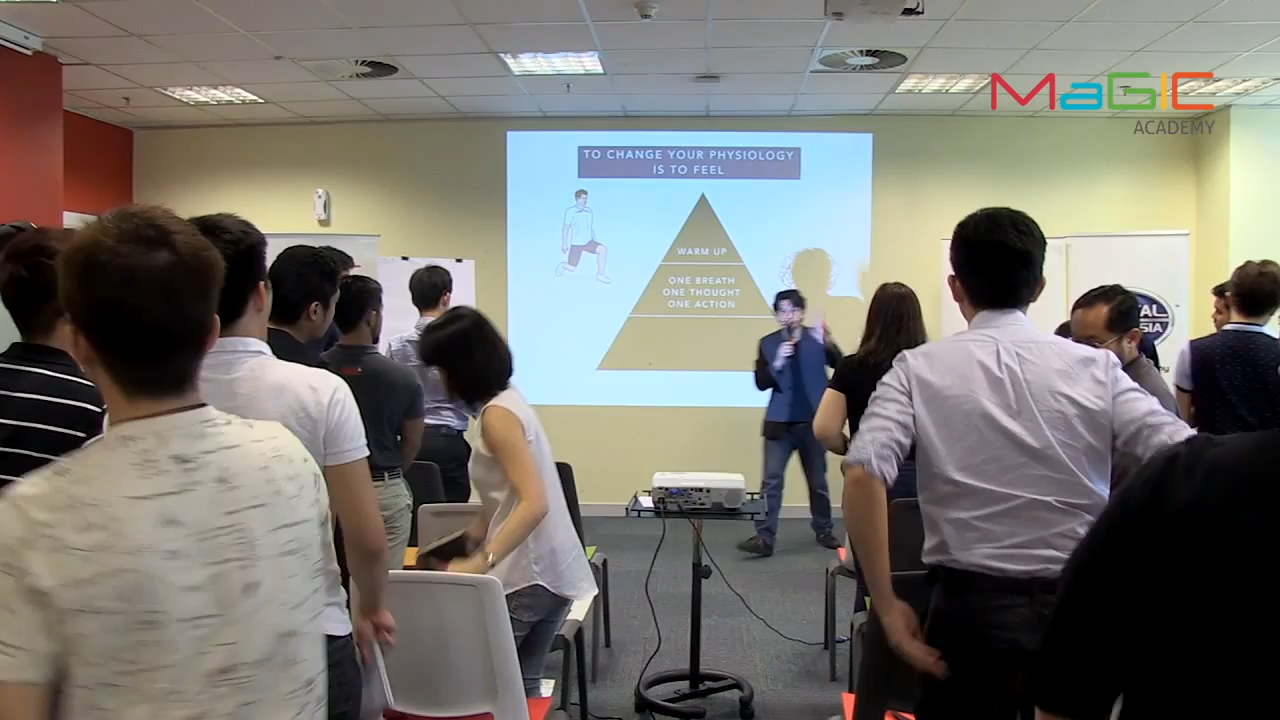 MaGIC
ACADEMY
TO CHANGE YOUR PHYSIOLOGY
IS TO FEEL
WARM UP
ONE BREATH
ONE THOUGHT
ONE ACTION